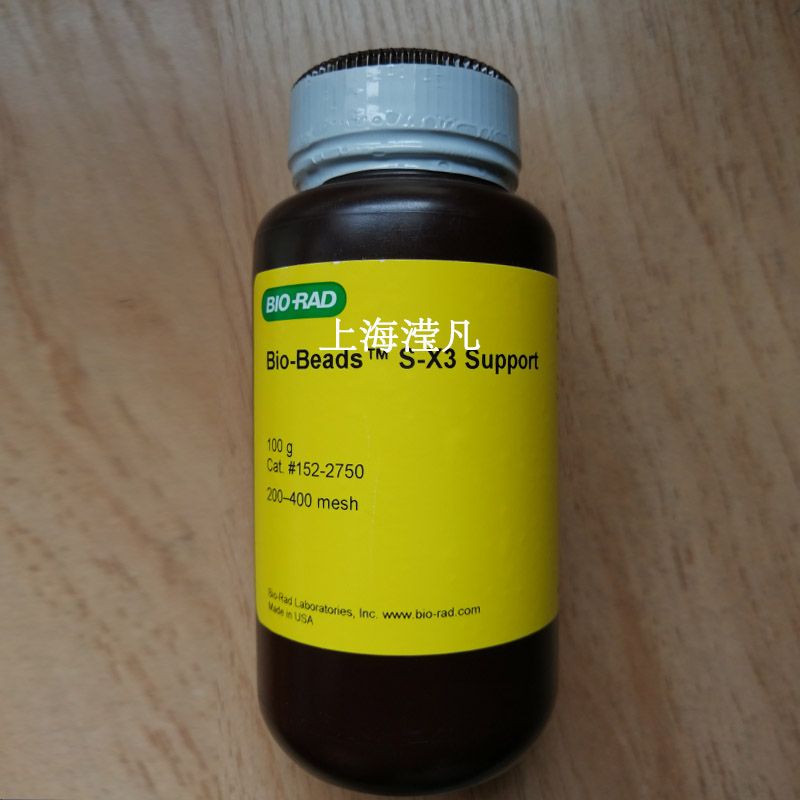 BIO-RAD
上海滢凡
Bio-Beads™ S-X3 Support
100 g
Cat. #152-2750
200–400 mesh
Bio-Rad Laboratories, Inc. www.bio-rad.com
Made in USA